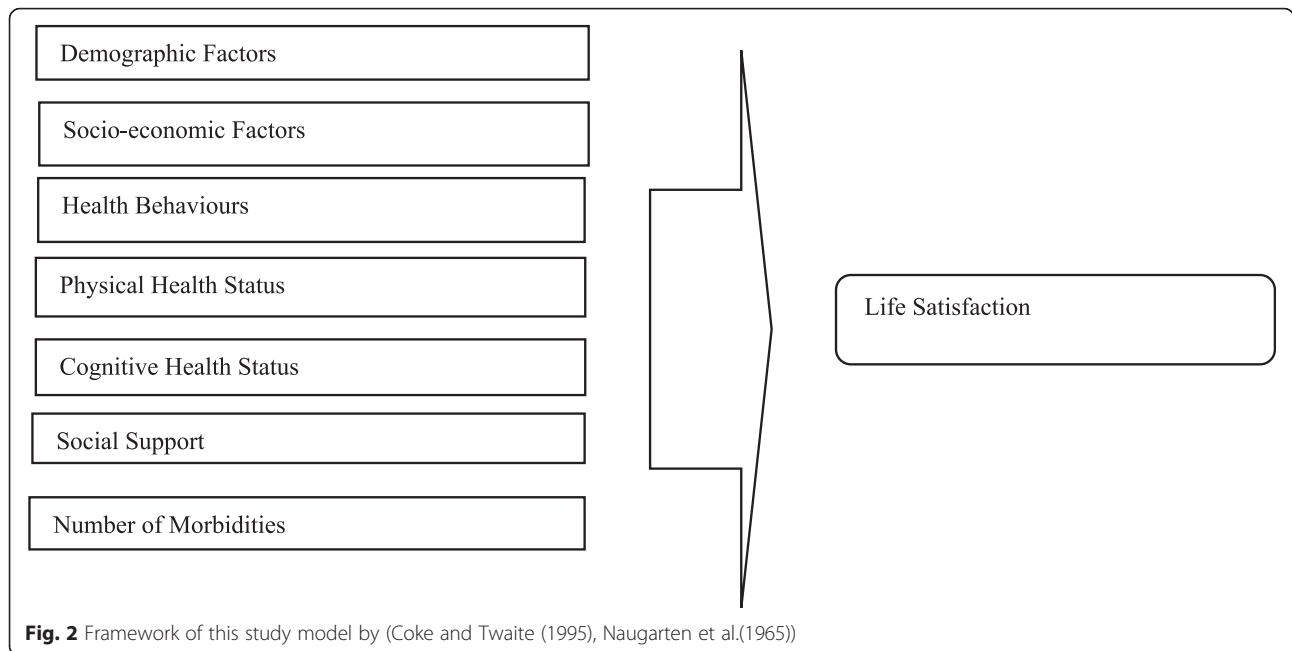 Demographic Factors
Socio-economic Factors
Health Behaviours
Physical Health Status
Cognitive Health Status
Social Support
Number of Morbidities
Life Satisfaction
Fig. 2 Framework of this study model by (Coke and Twaite (1995), Naugarten et al.(1965))